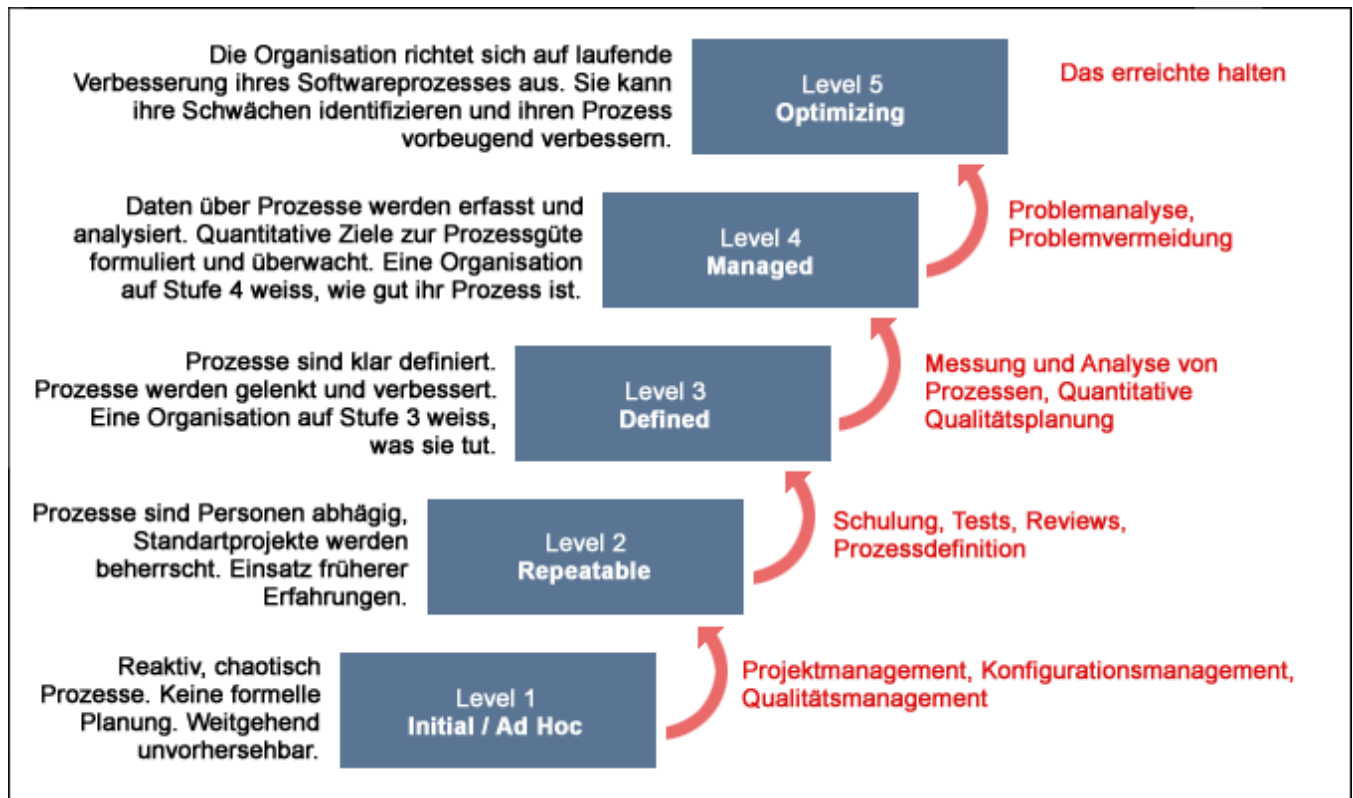 Die Organisation richtet sich auf laufende
Verbesserung ihres Softwareprozesses aus. Sie kann
ihre Schwächen identifizieren und ihren Prozess
vorbeugend verbessern.
Level 5
Optimizing
Das erreichte halten
Daten über Prozesse werden erfasst und
analysiert. Quantitative Ziele zur Prozessgüte
formuliert und überwacht. Eine Organisation
auf Stufe 4 weiss, wie gut ihr Prozess ist.
Level 4
Managed
Problemanalyse,
Problemvermeidung
Prozesse sind klar definiert.
Prozesse werden gelenkt und verbessert.
Eine Organisation auf Stufe 3 weiss,
was sie tut.
Level 3
Defined
Messung und Analyse von
Prozessen, Quantitative
Qualitätsplanung
Prozesse sind Personen abhägig,
Standartprojekte werden
beherrscht. Einsatz früherer
Erfahrungen.
Level 2
Repeatable
Schulung, Tests, Reviews,
Prozessdefinition
Reaktiv, chaotisch
Prozesse. Keine formelle
Planung. Weitgehend
unvorhersehbar.
Level 1
Initial / Ad Hoc
Projektmanagement, Konfigurationsmanagement,
Qualitätsmanagement